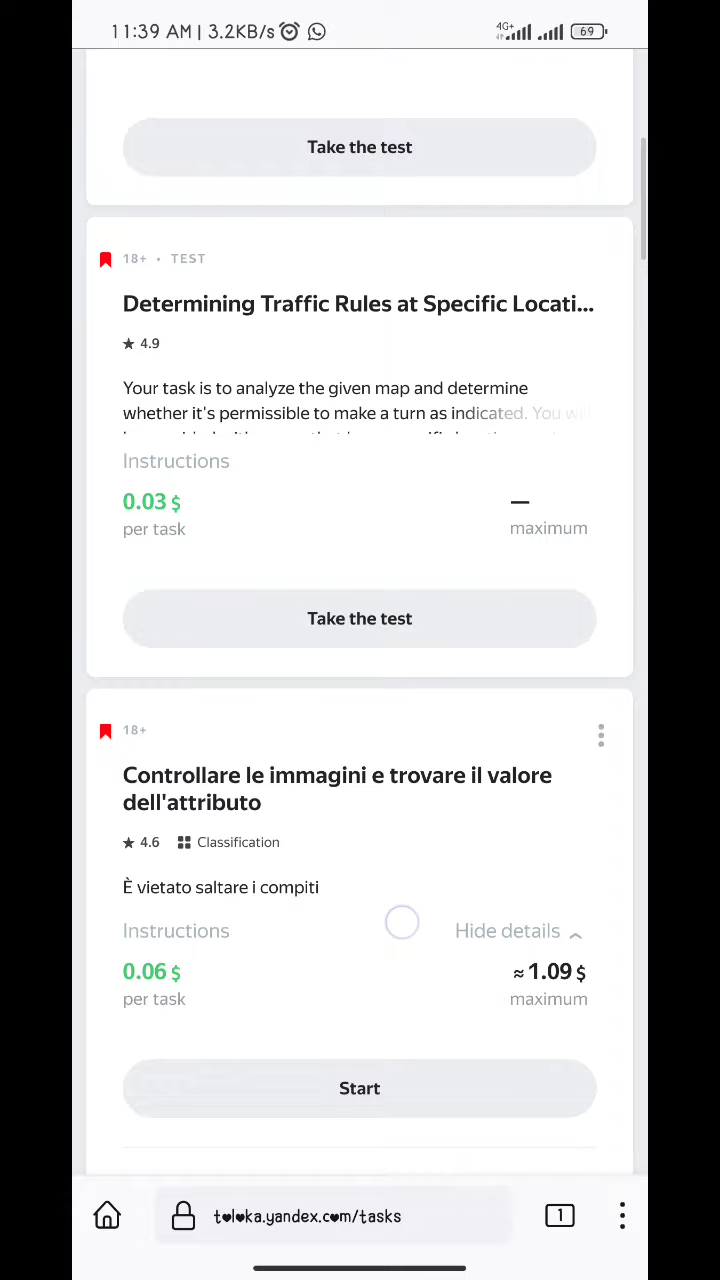 11:39 AM | 3.2KB/s 4G+ 69
Take the test
18+ • TEST
Determining Traffic Rules at Specific Locati...
★ 4.9
Your task is to analyze the given map and determine
whether it's permissible to make a turn as indicated. You will
Instructions
0.03 $ —
per task maximum
Take the test
18+
Controllare le immagini e trovare il valore
dell'attributo
★ 4.6 Classification
È vietato saltare i compiti
Instructions Hide details
0.06 $ ≈ 1.09 $
per task maximum
Start
toloka.yandex.com/tasks 1